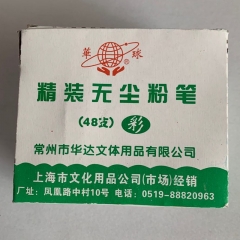 華球
精装无尘粉笔
(48淀) 彩
常州市华达文体用品有限公司
上海市文化用品公司(市场)经销
厂址:凤凰路中村10号 电话:0519-88820963